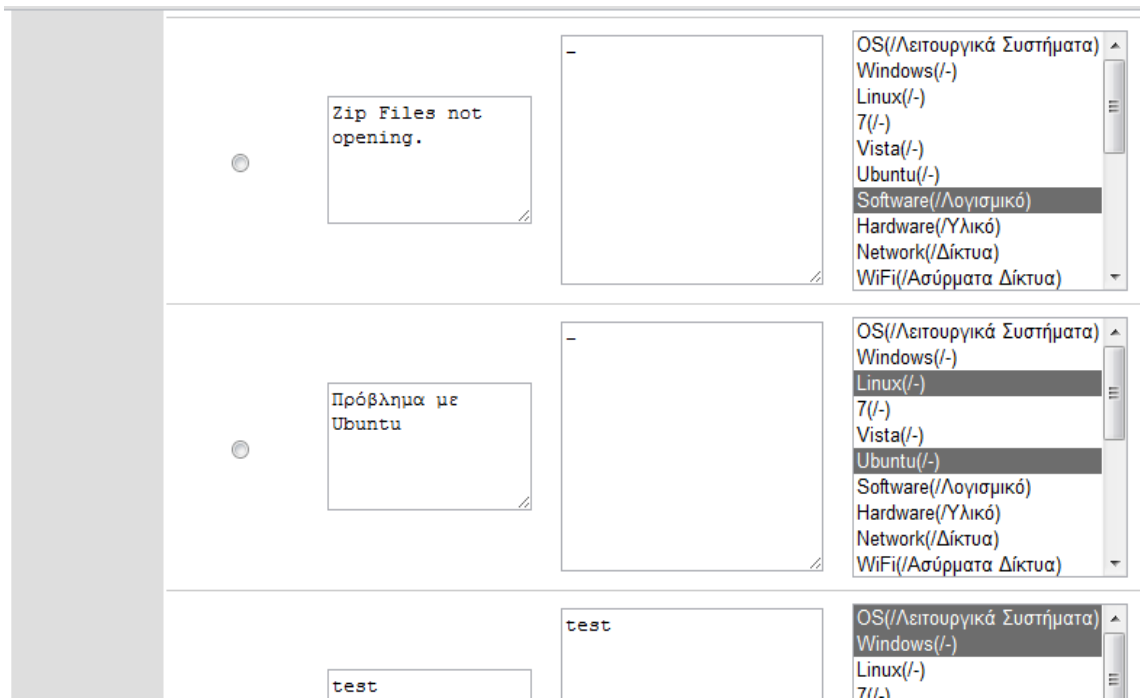 Zip Files not
opening.
-
OS(/Λειτουργικά Συστήματα)
Windows(/-)
Linux(/-)
7(/-)
Vista(/-)
Ubuntu(/-)
Software(/Λογισμικό)
Hardware(/Υλικό)
Network(/Δίκτυα)
WiFi(/Ασύρματα Δίκτυα)
Πρόβλημα με
Ubuntu
-
OS(/Λειτουργικά Συστήματα)
Windows(/-)
Linux(/-)
7(/-)
Vista(/-)
Ubuntu(/-)
Software(/Λογισμικό)
Hardware(/Υλικό)
Network(/Δίκτυα)
WiFi(/Ασύρματα Δίκτυα)
test
test
OS(/Λειτουργικά Συστήματα)
Windows(/-)
Linux(/-)
7(/-)